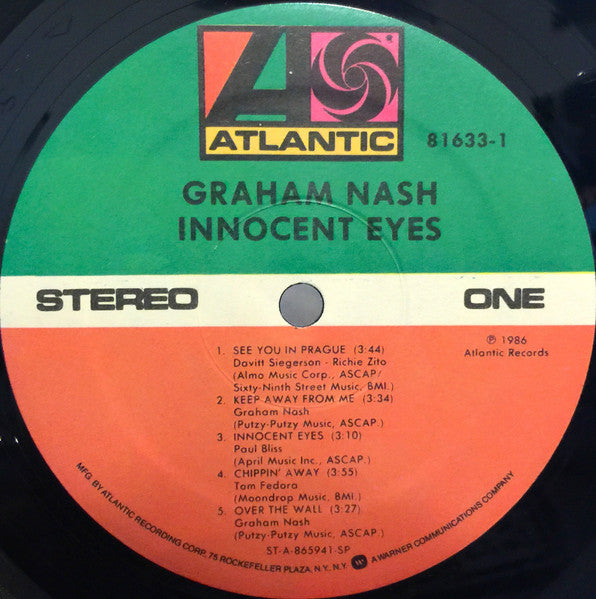 ATLANTIC
81633-1
GRAHAM NASH
INNOCENT EYES
STEREO
ONE
℗ 1986
Atlantic Records
1. SEE YOU IN PRAGUE (3:44)
Davitt Siegerson - Richie Zito
(Almo Music Corp., ASCAP/
Sixty-Ninth Street Music, BMI.)
2. KEEP AWAY FROM ME (3:34)
Graham Nash
(Putzy-Putzy Music, ASCAP.)
3. INNOCENT EYES (3:10)
Paul Bliss
(April Music Inc., ASCAP.)
4. CHIPPIN' AWAY (3:55)
Tom Fedora
(Moondrop Music, BMI.)
5. OVER THE WALL (3:27)
Graham Nash
(Putzy-Putzy Music, ASCAP.)
ST-A-865941-SP
MFG. BY ATLANTIC RECORDING CORP., 75 ROCKEFELLER PLAZA, N.Y., N.Y. A WARNER COMMUNICATIONS COMPANY